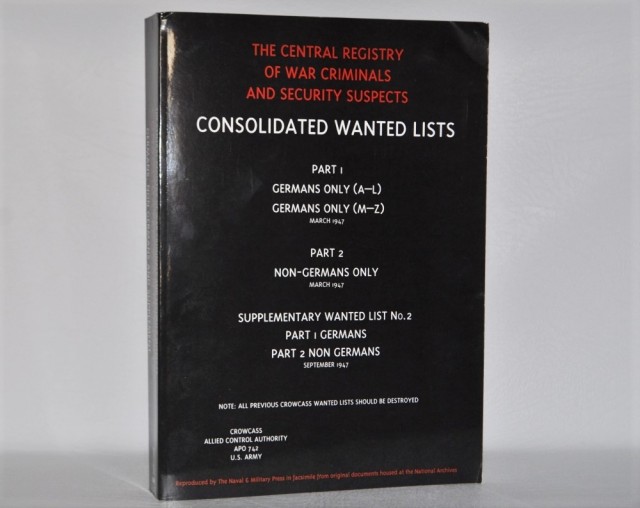 THE CENTRAL REGISTRY
OF WAR CRIMINALS
AND SECURITY SUSPECTS
CONSOLIDATED WANTED LISTS
PART 1
GERMANS ONLY (A–L)
GERMANS ONLY (M–Z)
MARCH 1947
PART 2
NON-GERMANS ONLY
MARCH 1947
SUPPLEMENTARY WANTED LIST No.2
PART 1 GERMANS
PART 2 NON GERMANS
SEPTEMBER 1947
NOTE: ALL PREVIOUS CROWCASS WANTED LISTS SHOULD BE DESTROYED
CROWCASS
ALLIED CONTROL AUTHORITY
APO 742
U.S. ARMY
Reproduced by The Naval & Military Press in facsimile from original documents housed at the National Archives